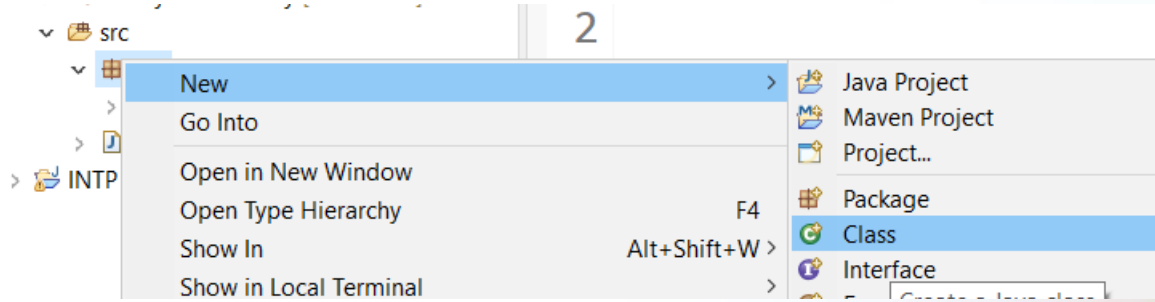 src
2
New
Java Project
Go Into
Maven Project
Project...
INTP
Open in New Window
Package
Open Type Hierarchy F4
Class
Show In Alt+Shift+W
Interface
Show in Local Terminal